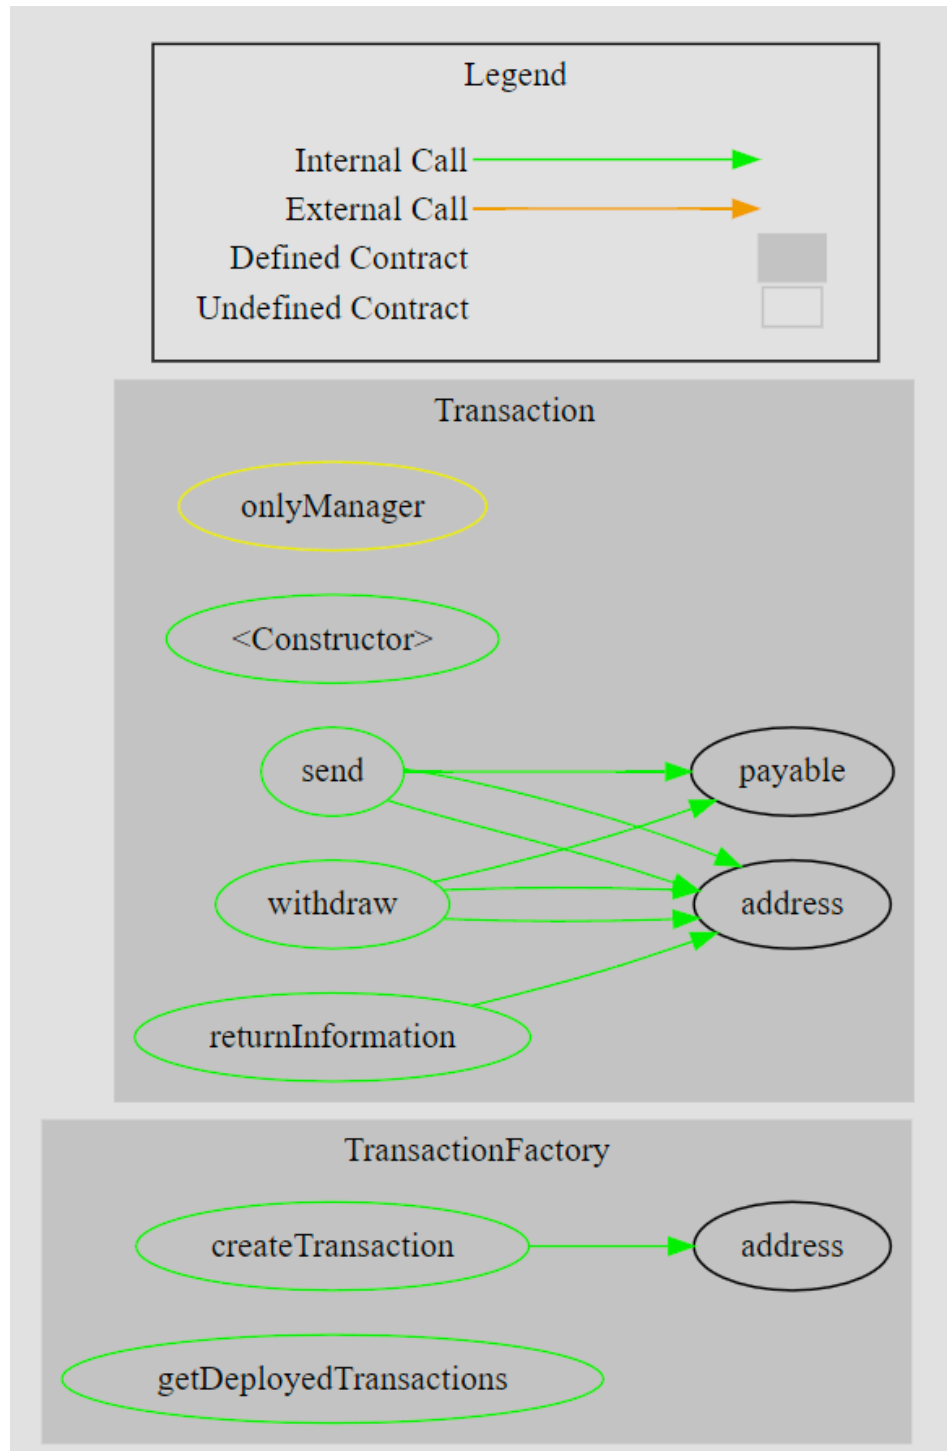 Legend
Internal Call
External Call
Defined Contract
Undefined Contract
Transaction
onlyManager
<Constructor>
send
payable
withdraw
address
returnInformation
TransactionFactory
createTransaction
address
getDeployedTransactions